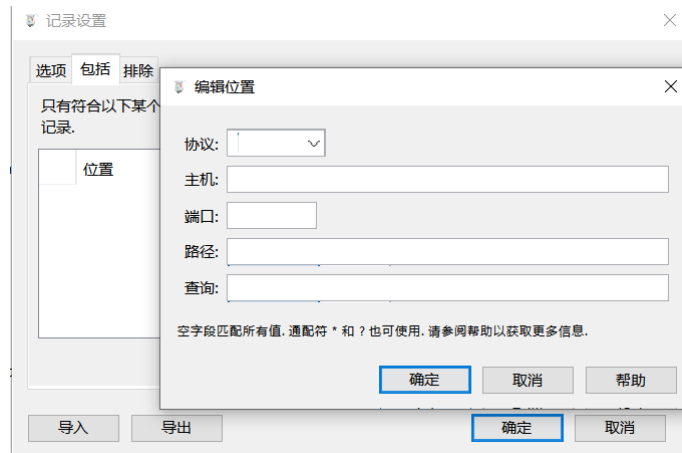 记录设置
选项 包括 排除
只有符合以下某个
记录.
位置
编辑位置
协议:
主机:
端口:
路径:
查询:
空字段匹配所有值. 通配符 * 和 ? 也可使用. 请参阅帮助以获取更多信息.
确定 取消 帮助
导入 导出 确定 取消